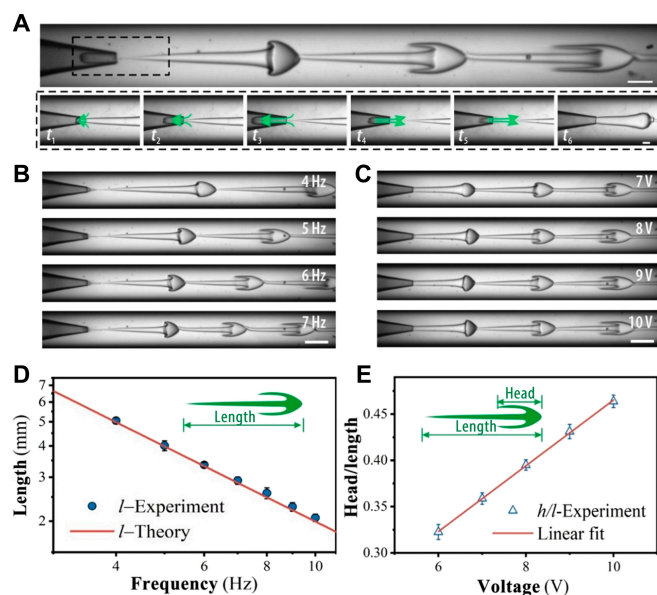 A
t1
t2
t3
t4
t5
t6
B
4 Hz
5 Hz
6 Hz
7 Hz
C
7 V
8 V
9 V
10 V
D
7
6
5
4
3
2
Length (mm)
Length
l–Experiment
l–Theory
4
6
8
10
Frequency (Hz)
E
0.45
0.40
0.35
0.30
Head/length
Head
Length
h/l-Experiment
Linear fit
6
8
10
Voltage (V)